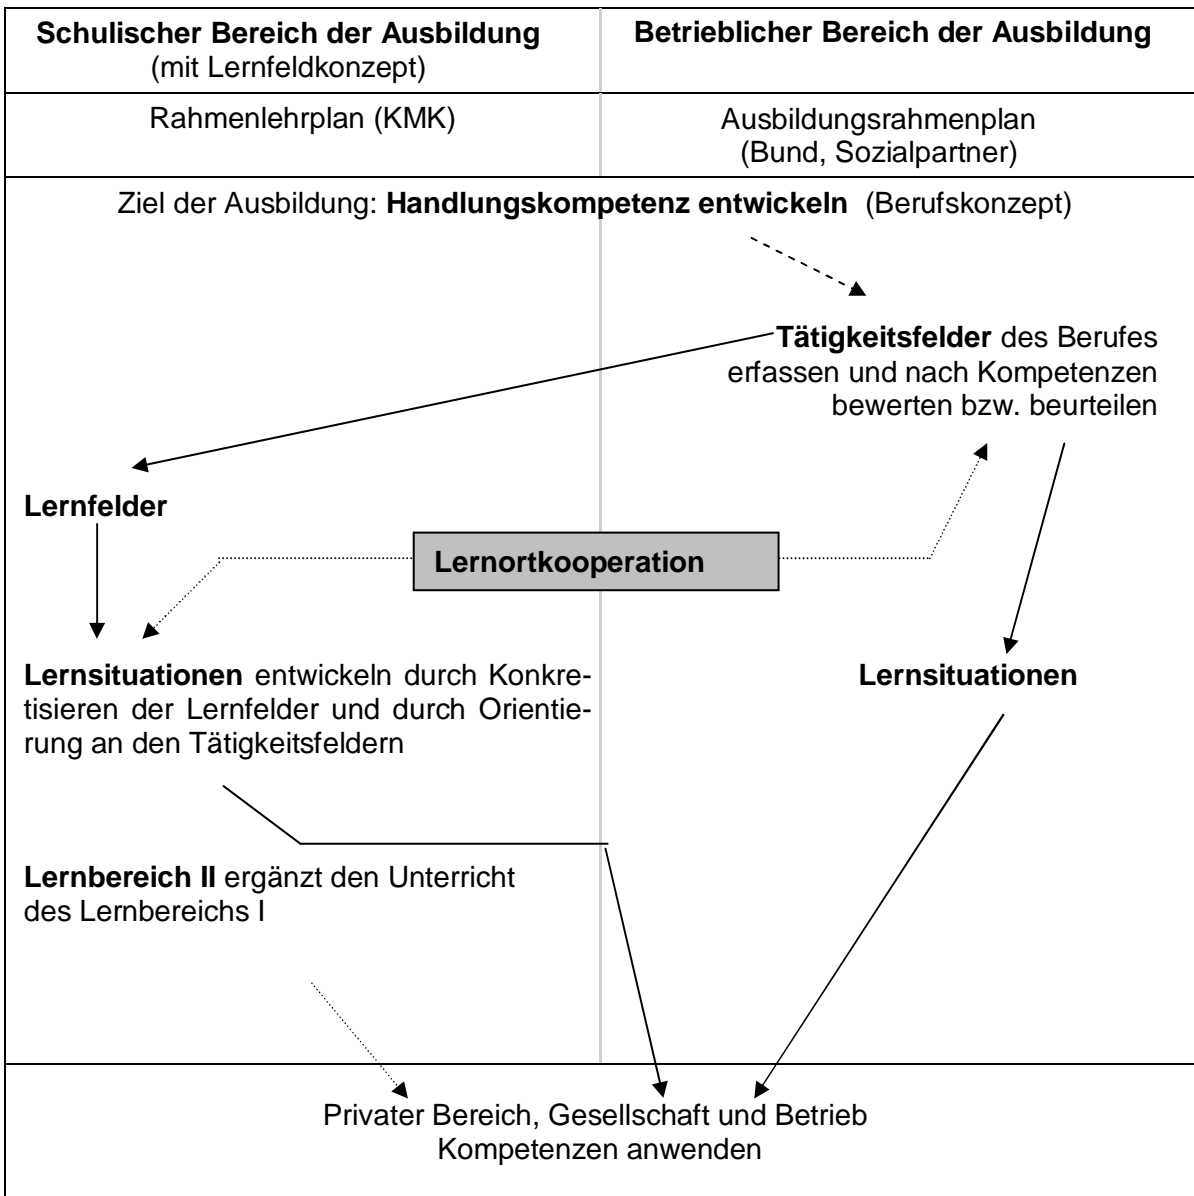 Schulischer Bereich der Ausbildung
(mit Lernfeldkonzept)
Betrieblicher Bereich der Ausbildung
Rahmenlehrplan (KMK)
Ausbildungsrahmenplan
(Bund, Sozialpartner)
Ziel der Ausbildung: Handlungskompetenz entwickeln (Berufskonzept)
Tätigkeitsfelder des Berufes
erfassen und nach Kompetenzen
bewerten bzw. beurteilen
Lernfelder
Lernortkooperation
Lernsituationen entwickeln durch Konkre-
tisieren der Lernfelder und durch Orientie-
rung an den Tätigkeitsfeldern
Lernsituationen
Lernbereich II ergänzt den Unterricht
des Lernbereichs I
Privater Bereich, Gesellschaft und Betrieb
Kompetenzen anwenden